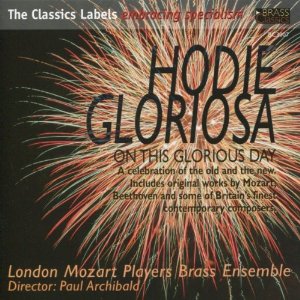 The Classics Labels embracing specialism
BRASS
HODIE
GLORIOSA
ON THIS GLORIOUS DAY
A celebration of the old and the new.
Includes original works by Mozart,
Beethoven and some of Britain's finest
contemporary composers.
London Mozart Players Brass Ensemble
Director: Paul Archibald